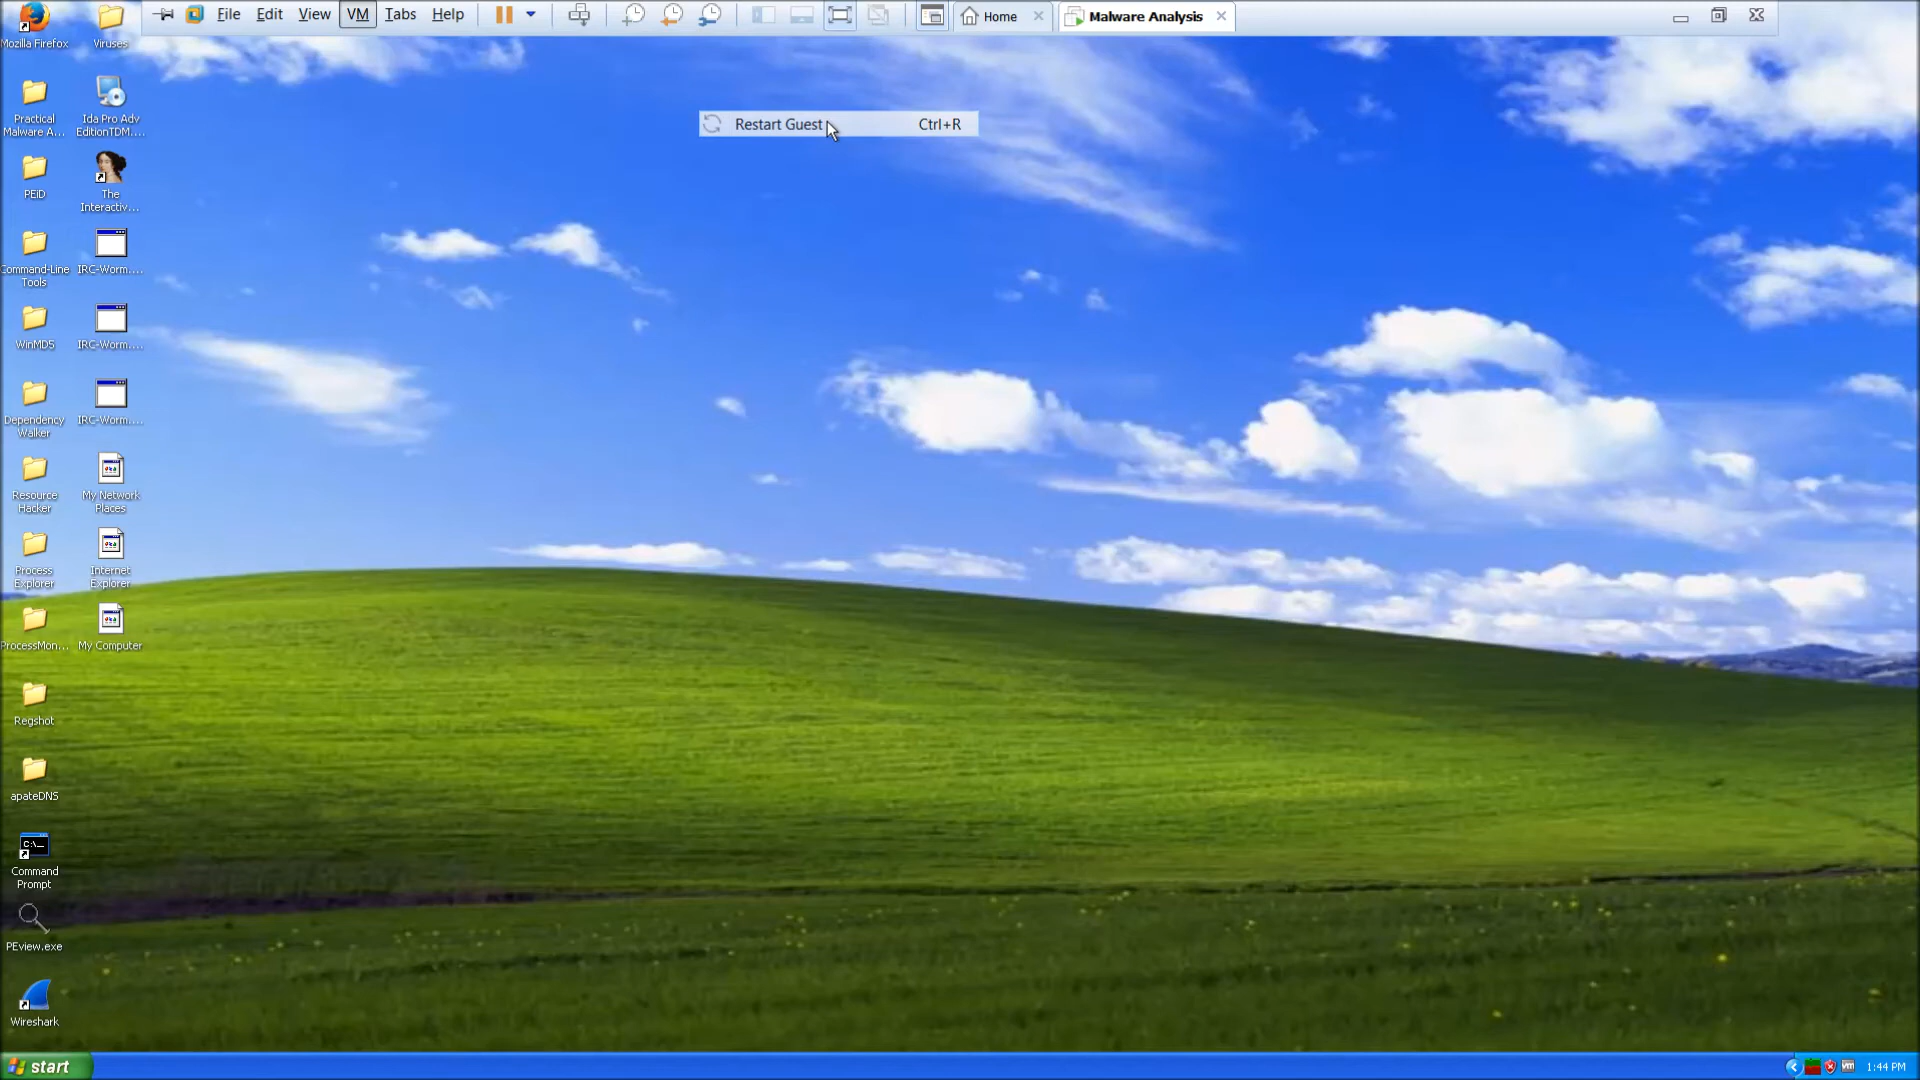 File Edit View VM Tabs Help
Home
Malware Analysis
Restart Guest Ctrl+R
Mozilla Firefox
Viruses
Practical
Malware A...
Ida Pro Adv
EditionTDM....
PEiD
The
Interactiv...
Command-Line
Tools
IRC-Worm....
WinMD5
IRC-Worm....
Dependency
Walker
IRC-Worm....
Resource
Hacker
My Network
Places
Process
Explorer
Internet
Explorer
ProcessMon...
My Computer
Regshot
apateDNS
C:\
Command
Prompt
PEview.exe
Wireshark
start
1:44 PM